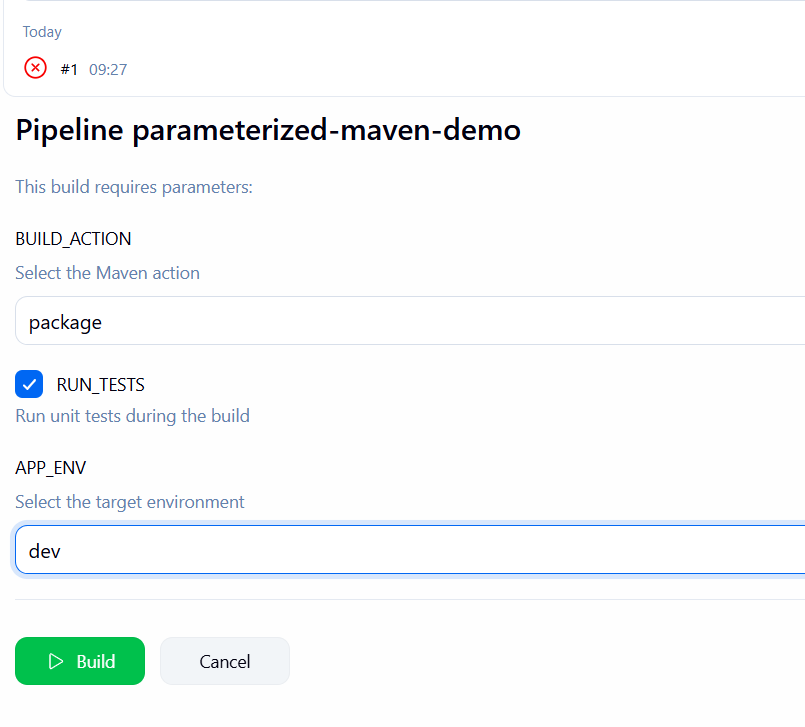 Today
#1 09:27
Pipeline parameterized-maven-demo
This build requires parameters:
BUILD_ACTION
Select the Maven action
package
RUN_TESTS
Run unit tests during the build
APP_ENV
Select the target environment
dev
Build Cancel